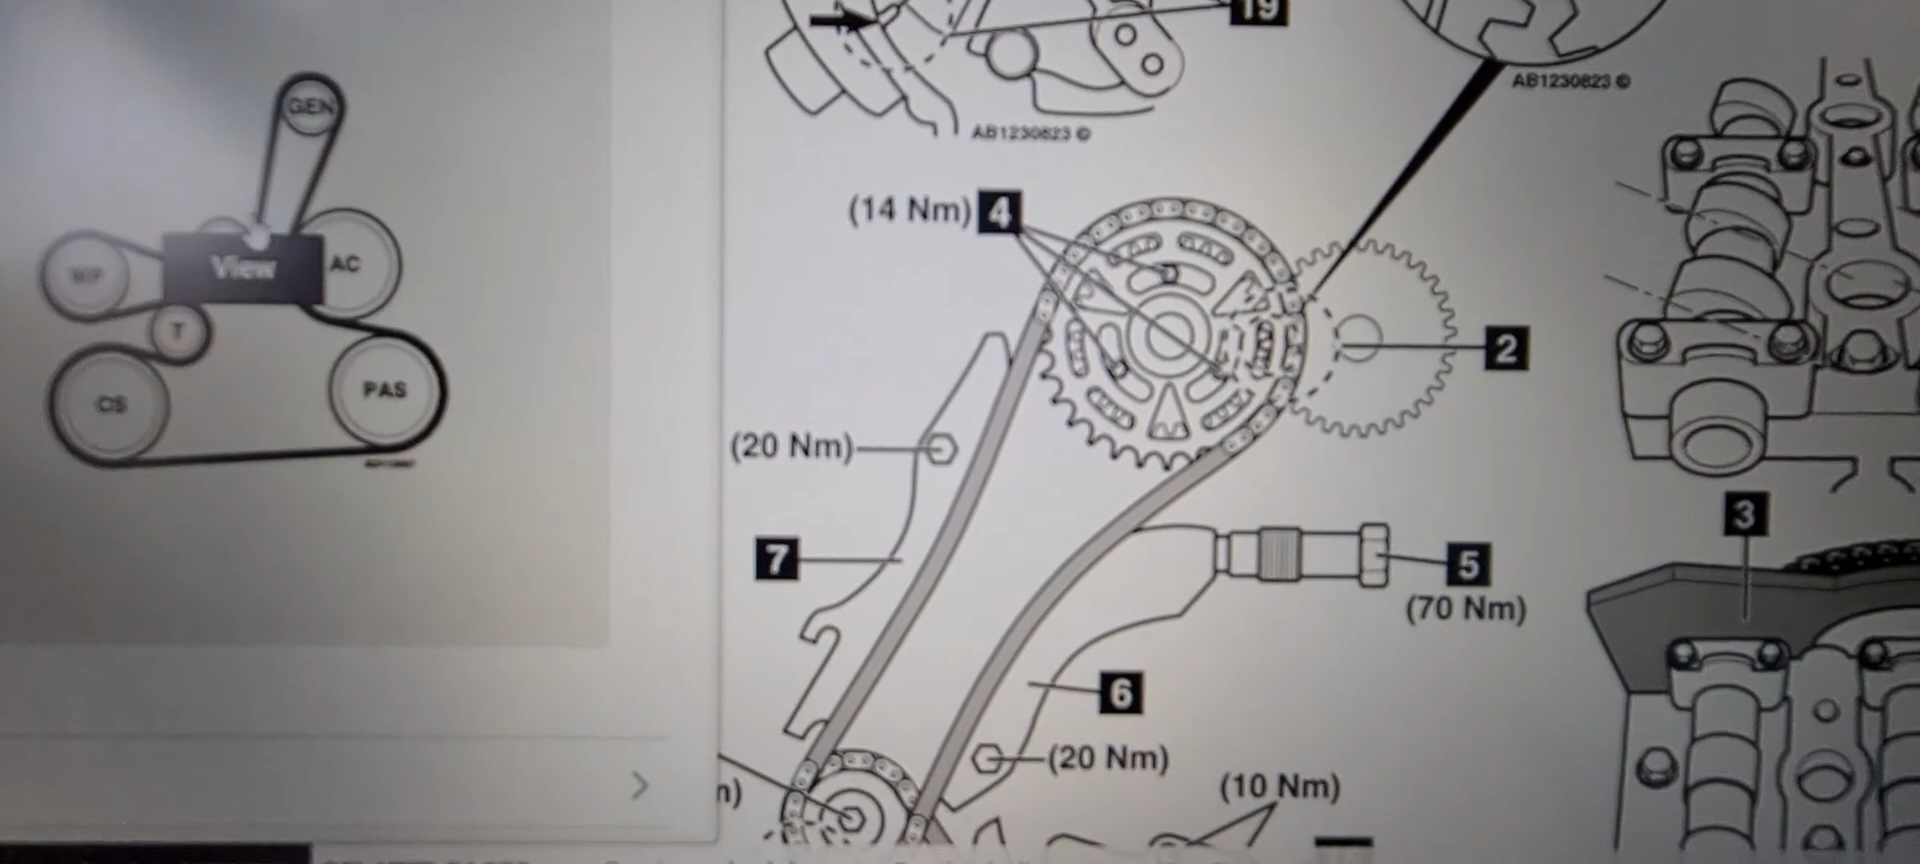 GEN
View
AC
T
CS
PAS
19
AB1230823 ©
AB1230823 ©
(14 Nm) 4
2
(20 Nm)
7
5
(70 Nm)
6
(20 Nm)
(10 Nm)
3